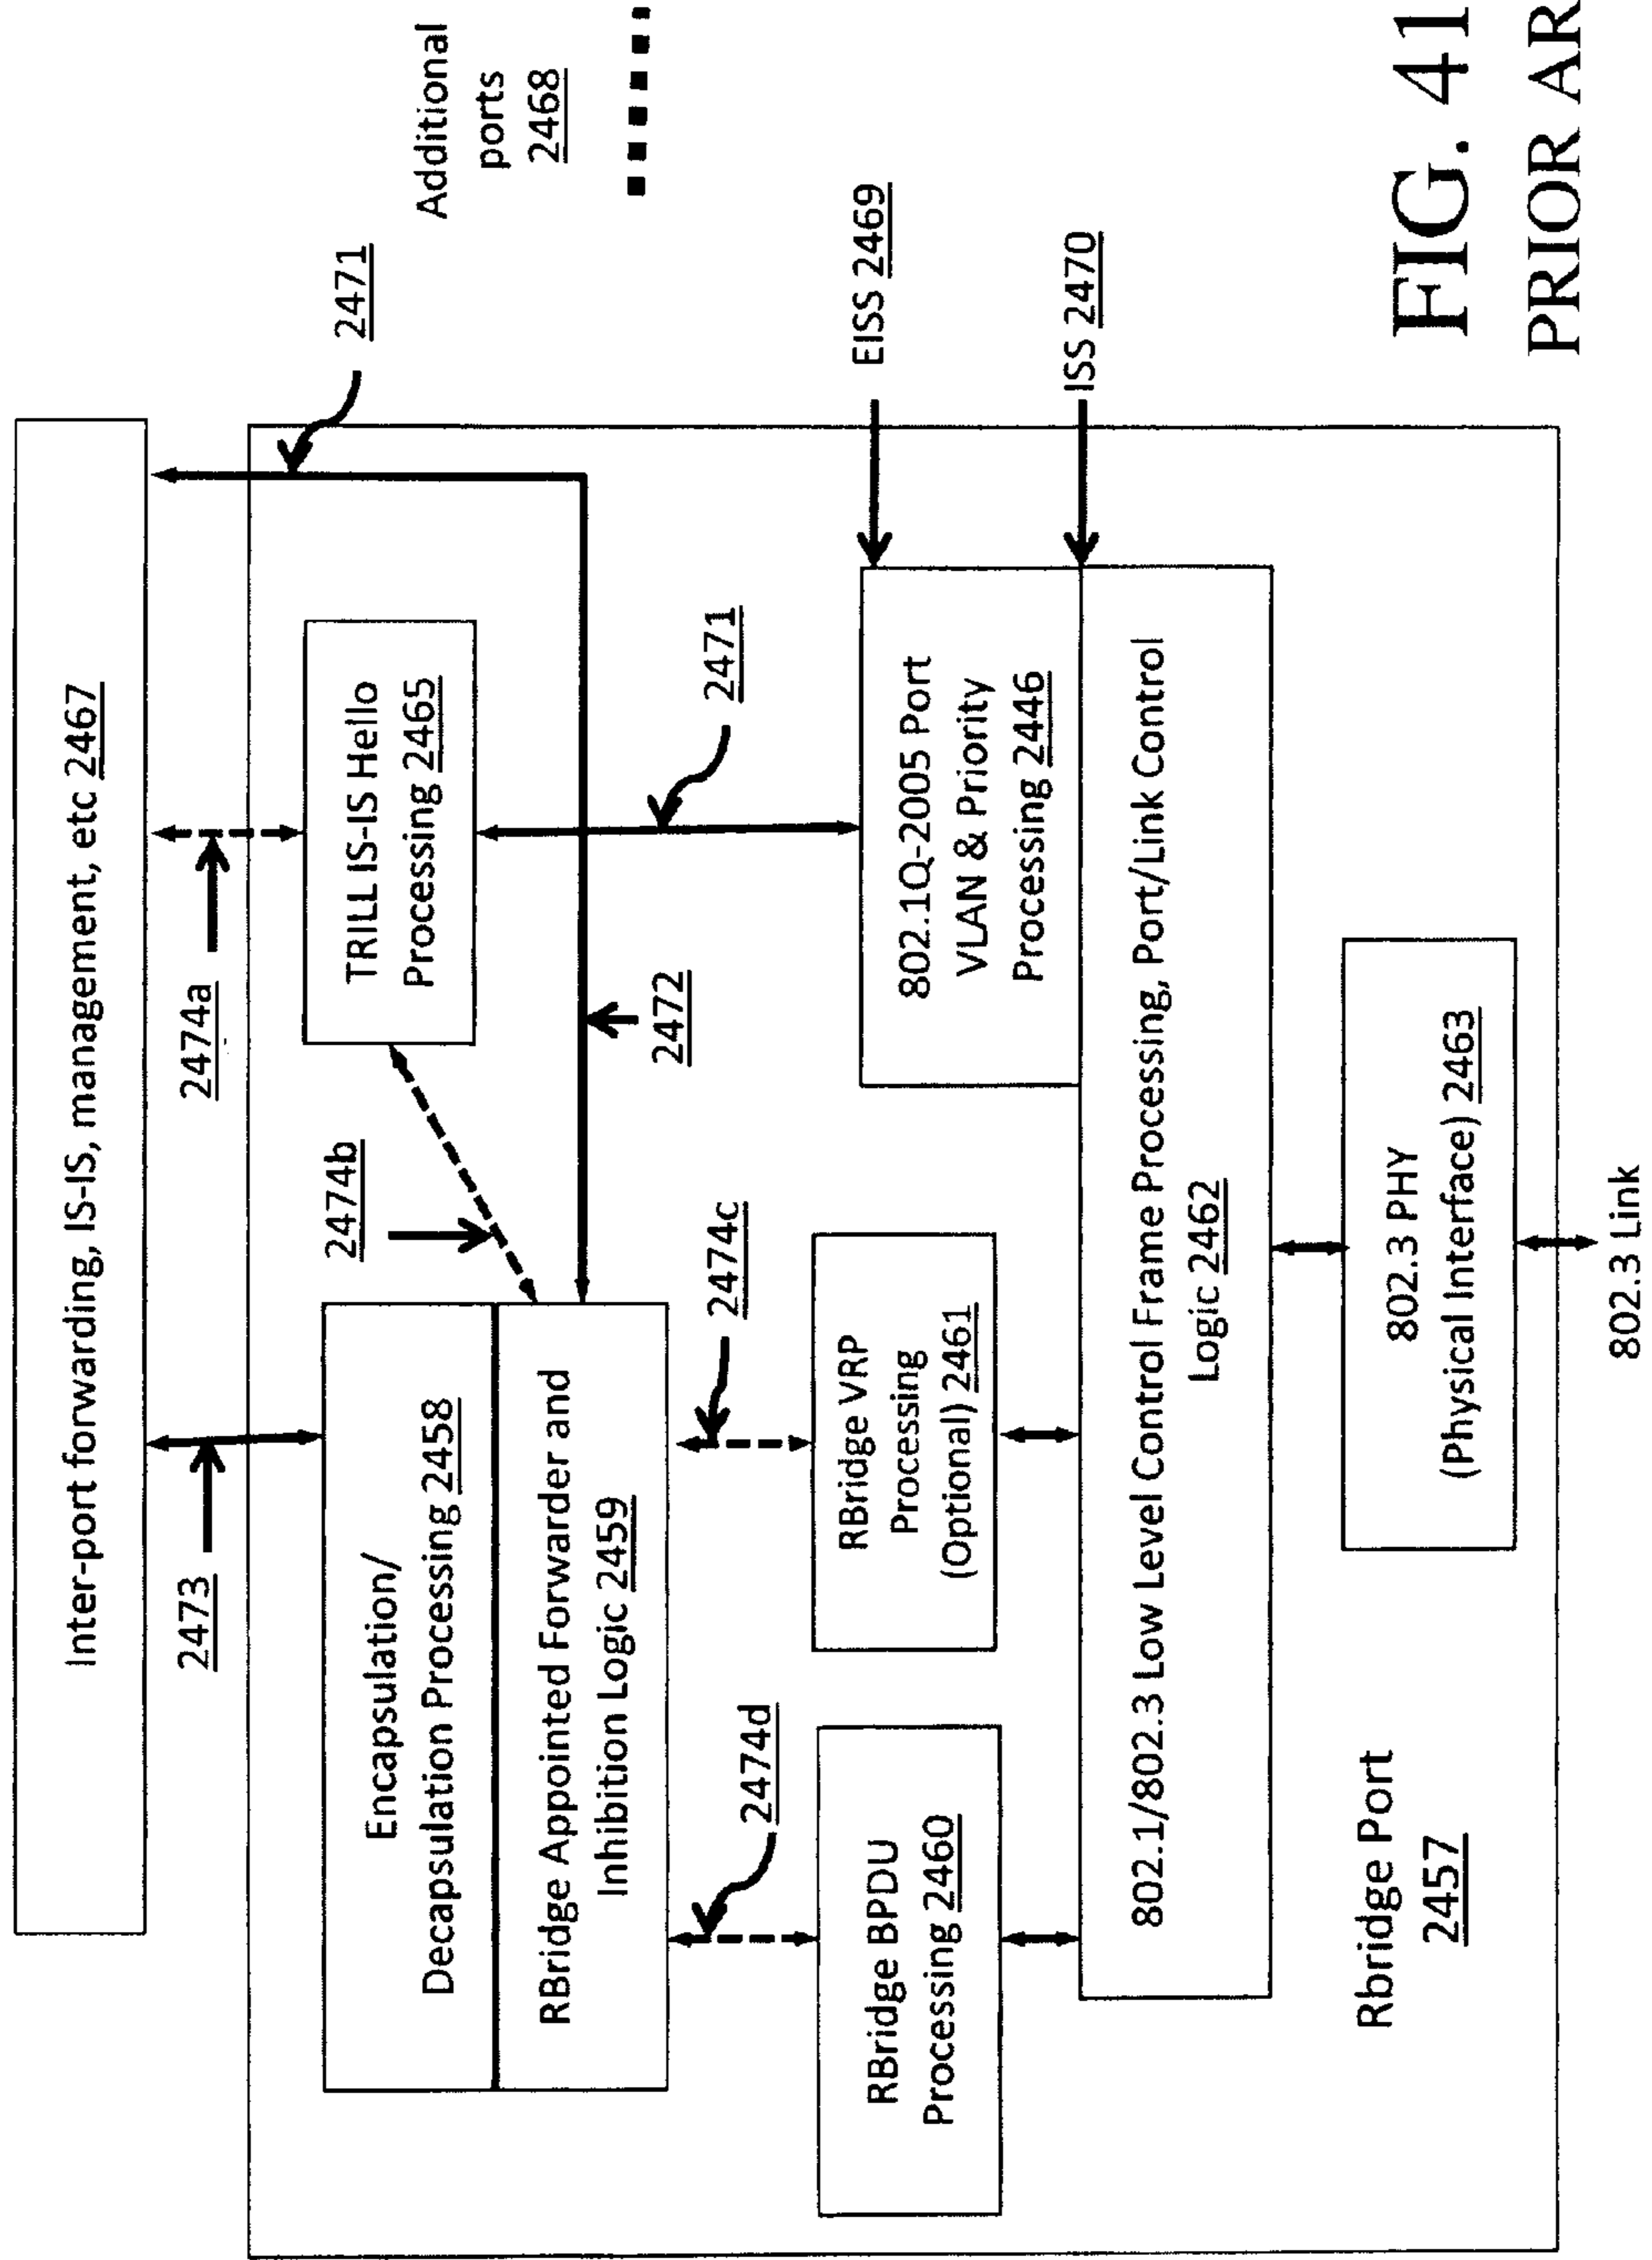 Inter-port forwarding, IS-IS, management, etc 2467
2473
2474a
2471
Additional
ports
2468
Encapsulation/
Decapsulation Processing 2458
RBridge Appointed Forwarder and
Inhibition Logic 2459
2474b
TRILL IS-IS Hello
Processing 2465
2472
2471
2474d
2474c
RBridge BPDU
Processing 2460
RBridge VRP
Processing
(Optional) 2461
802.1Q-2005 Port
VLAN & Priority
Processing 2446
EISS 2469
ISS 2470
802.1/802.3 Low Level Control Frame Processing, Port/Link Control
Logic 2462
Rbridge Port
2457
802.3 PHY
(Physical Interface) 2463
802.3 Link
FIG. 41
PRIOR AR